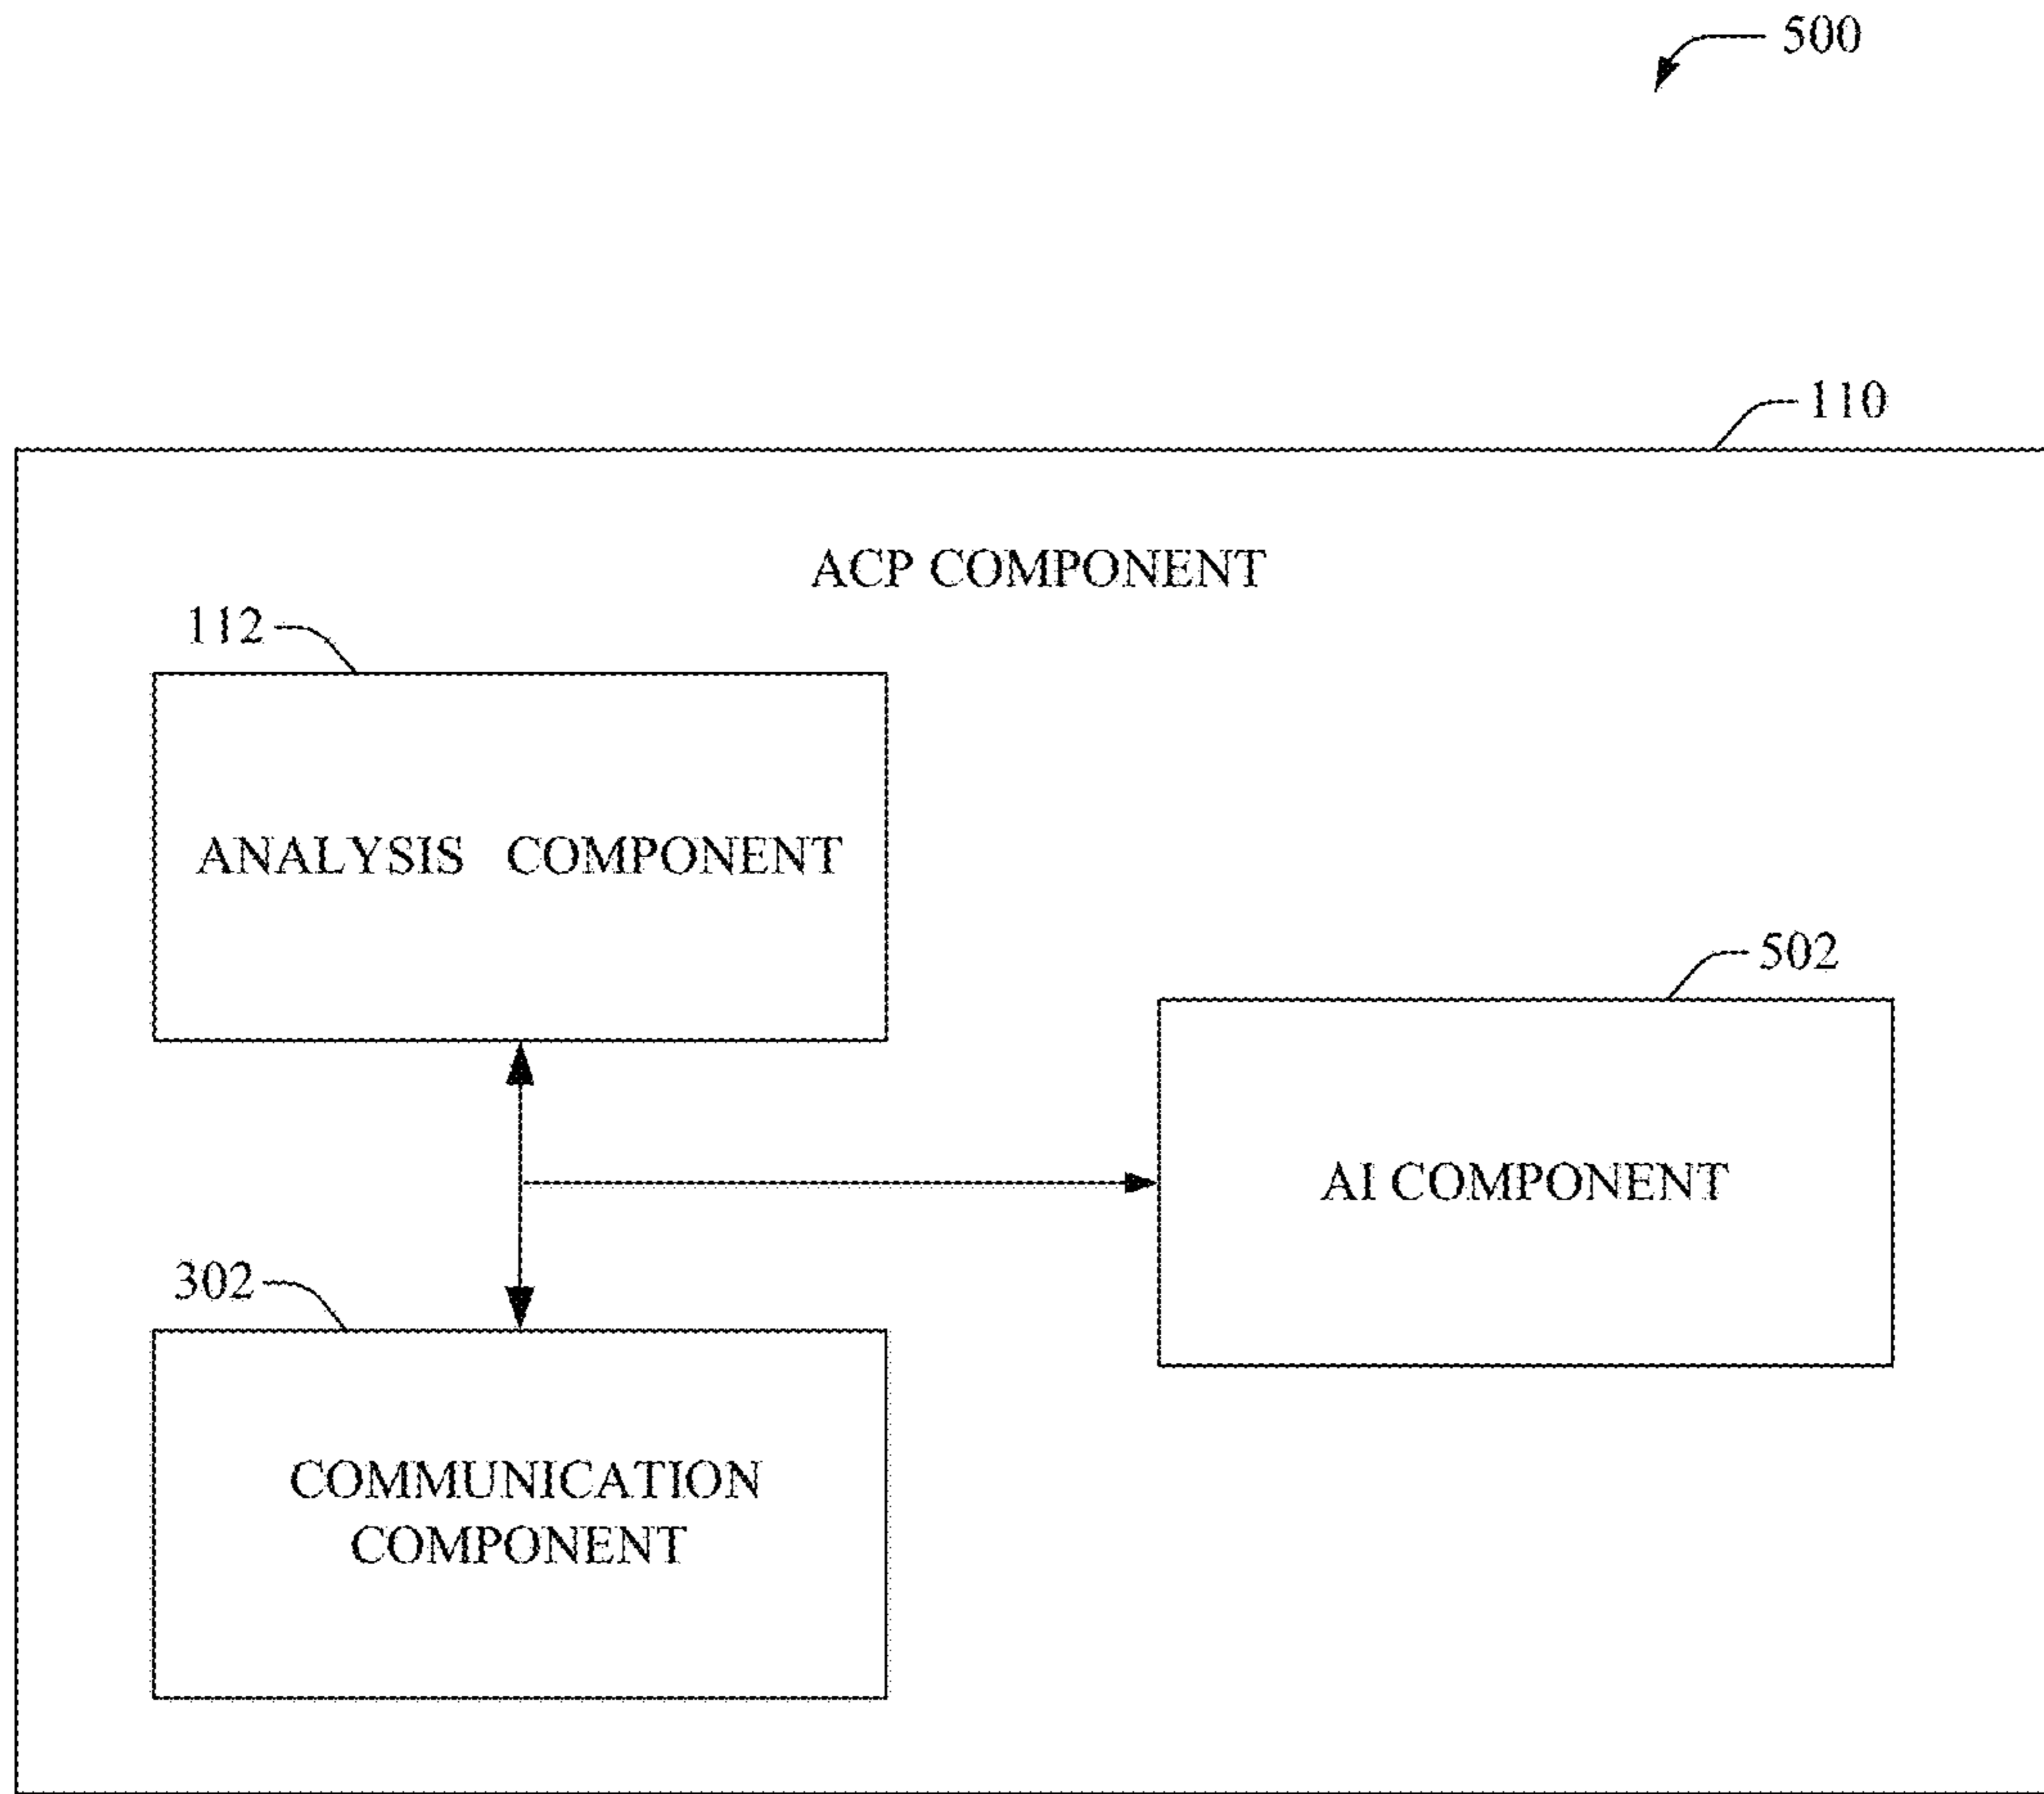 500
110
ACP COMPONENT
112
ANALYSIS COMPONENT
502
AI COMPONENT
302
COMMUNICATION
COMPONENT